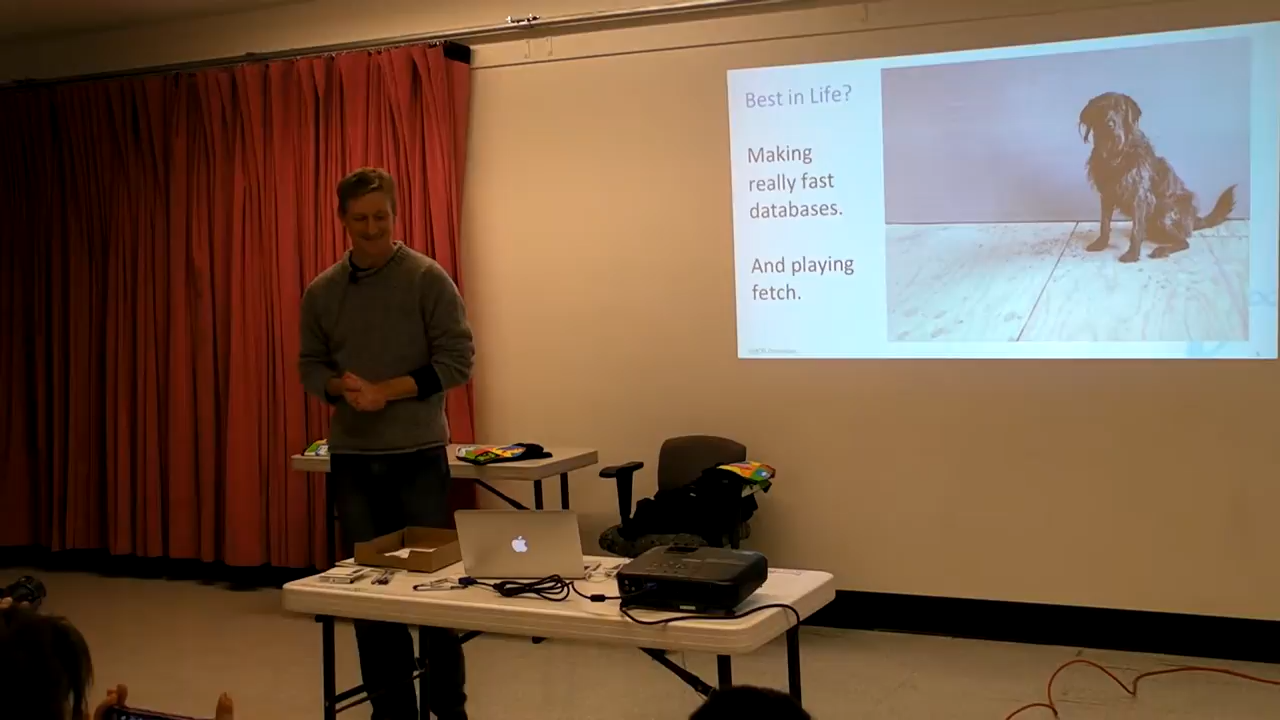 Best in Life?
Making
really fast
databases.
And playing
fetch.